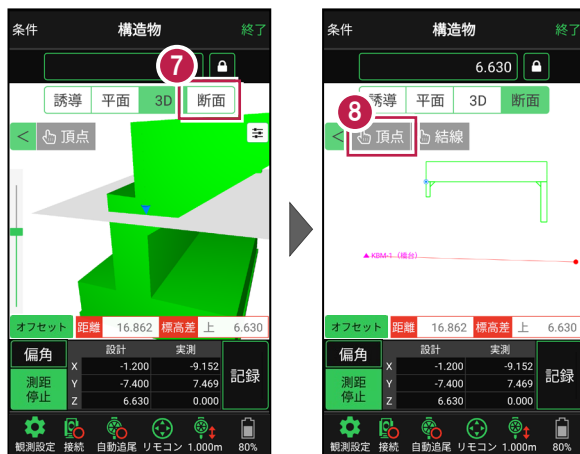 条件 構造物 終了
7
誘導 平面 3D 断面
< 頂点
オフセット 距離 16.862 標高差 上 6.630
偏角 設計 実測
X -1.200 -9.152
測距停止 Y -7.400 7.469 記録
Z 6.630 0.000
観測設定 接続 自動追尾 リモコン 1.000m 80%
条件 構造物 終了
6.630
8
誘導 平面 3D 断面
< 頂点 結線
KBM-1 (橋台)
オフセット 距離 16.862 標高差 上 6.630
偏角 設計 実測
X -1.200 -9.152
測距停止 Y -7.400 7.469 記録
Z 6.630 0.000
観測設定 接続 自動追尾 リモコン 1.000m 80%